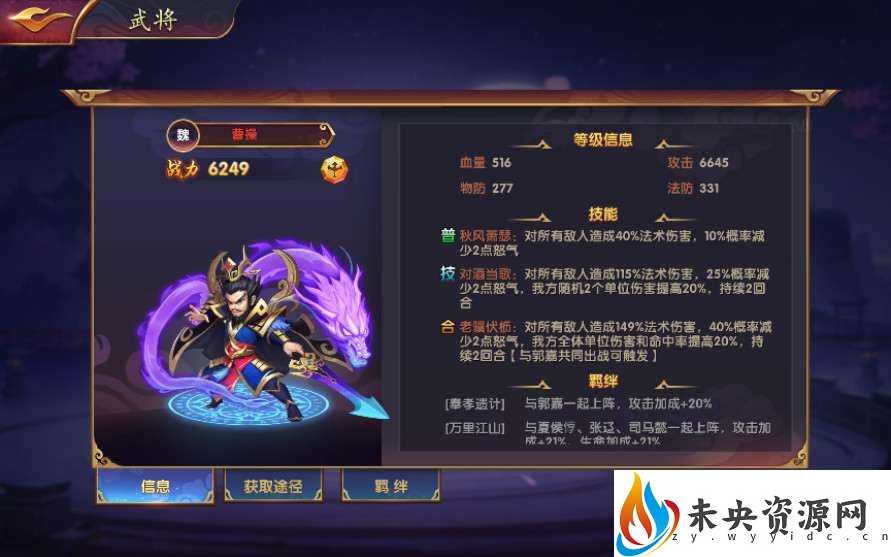 武将
魏 曹操
战力 6249
等级信息
血量 516 攻击 6645
物防 277 法防 331
技能
普 秋风萧瑟：对所有敌人造成40%法术伤害，10%概率减
少2点怒气
技 对酒当歌：对所有敌人造成115%法术伤害，25%概率减
少2点怒气，我方随机2个单位伤害提高20%，持续2回
合
合 老骥伏枥：对所有敌人造成149%法术伤害，40%概率减
少2点怒气，我方全体单位伤害和命中率提高20%，持
续2回合【与郭嘉共同出战可触发】
羁绊
[奉孝遗计] 与郭嘉一起上阵，攻击加成+20%
[万里江山] 与夏侯惇、张辽、司马懿一起上阵，攻击加
成+21%、生命加成+21%
信息 获取途径 羁绊
未央资源网
zy.wyyidc.cn